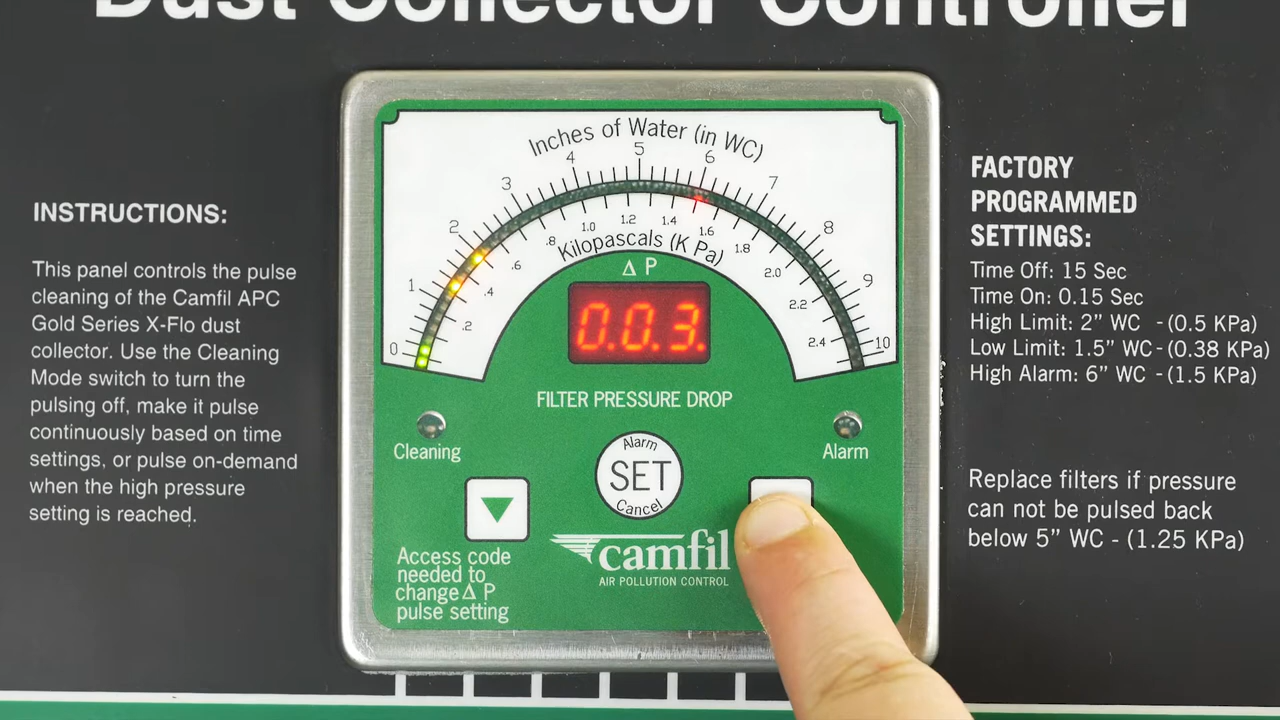 Dust Collector Controller
INSTRUCTIONS:
This panel controls the pulse
cleaning of the Camfil APC
Gold Series X-Flo dust
collector. Use the Cleaning
Mode switch to turn the
pulsing off, make it pulse
continuously based on time
settings, or pulse on-demand
when the high pressure
setting is reached.
Inches of Water (in WC)
0 1 2 3 4 5 6 7 8 9 10
.2 .4 .6 .8 1.0 1.2 1.4 1.6 1.8 2.0 2.2 2.4
Kilopascals (K Pa)
Δ P
0.0.3.
FILTER PRESSURE DROP
Cleaning
Alarm
SET
Cancel
Alarm
camfil
AIR POLLUTION CONTROL
Access code
needed to
change Δ P
pulse setting
FACTORY
PROGRAMMED
SETTINGS:
Time Off: 15 Sec
Time On: 0.15 Sec
High Limit: 2” WC -(0.5 KPa)
Low Limit: 1.5” WC-(0.38 KPa)
High Alarm: 6” WC -(1.5 KPa)
Replace filters if pressure
can not be pulsed back
below 5” WC - (1.25 KPa)